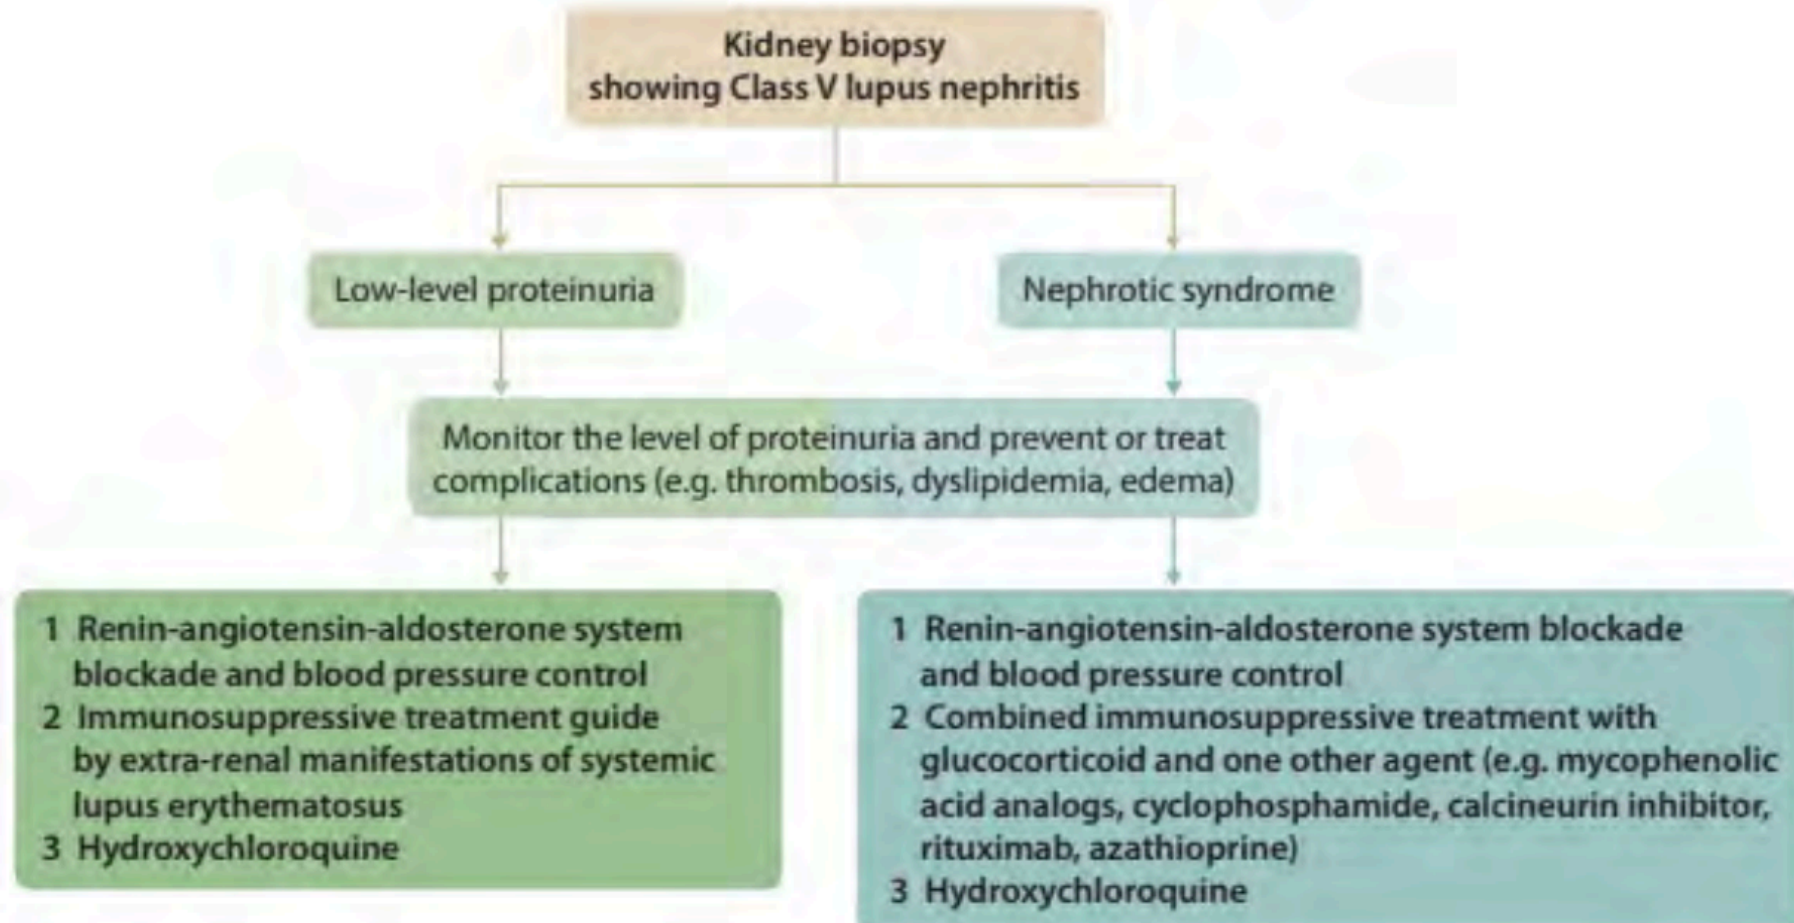 Kidney biopsy
showing Class V lupus nephritis
Low-level proteinuria
Nephrotic syndrome
Monitor the level of proteinuria and prevent or treat
complications (e.g. thrombosis, dyslipidemia, edema)
1 Renin-angiotensin-aldosterone system
blockade and blood pressure control
2 Immunosuppressive treatment guide
by extra-renal manifestations of systemic
lupus erythematosus
3 Hydroxychloroquine
1 Renin-angiotensin-aldosterone system blockade
and blood pressure control
2 Combined immunosuppressive treatment with
glucocorticoid and one other agent (e.g. mycophenolic
acid analogs, cyclophosphamide, calcineurin inhibitor,
rituximab, azathioprine)
3 Hydroxychloroquine